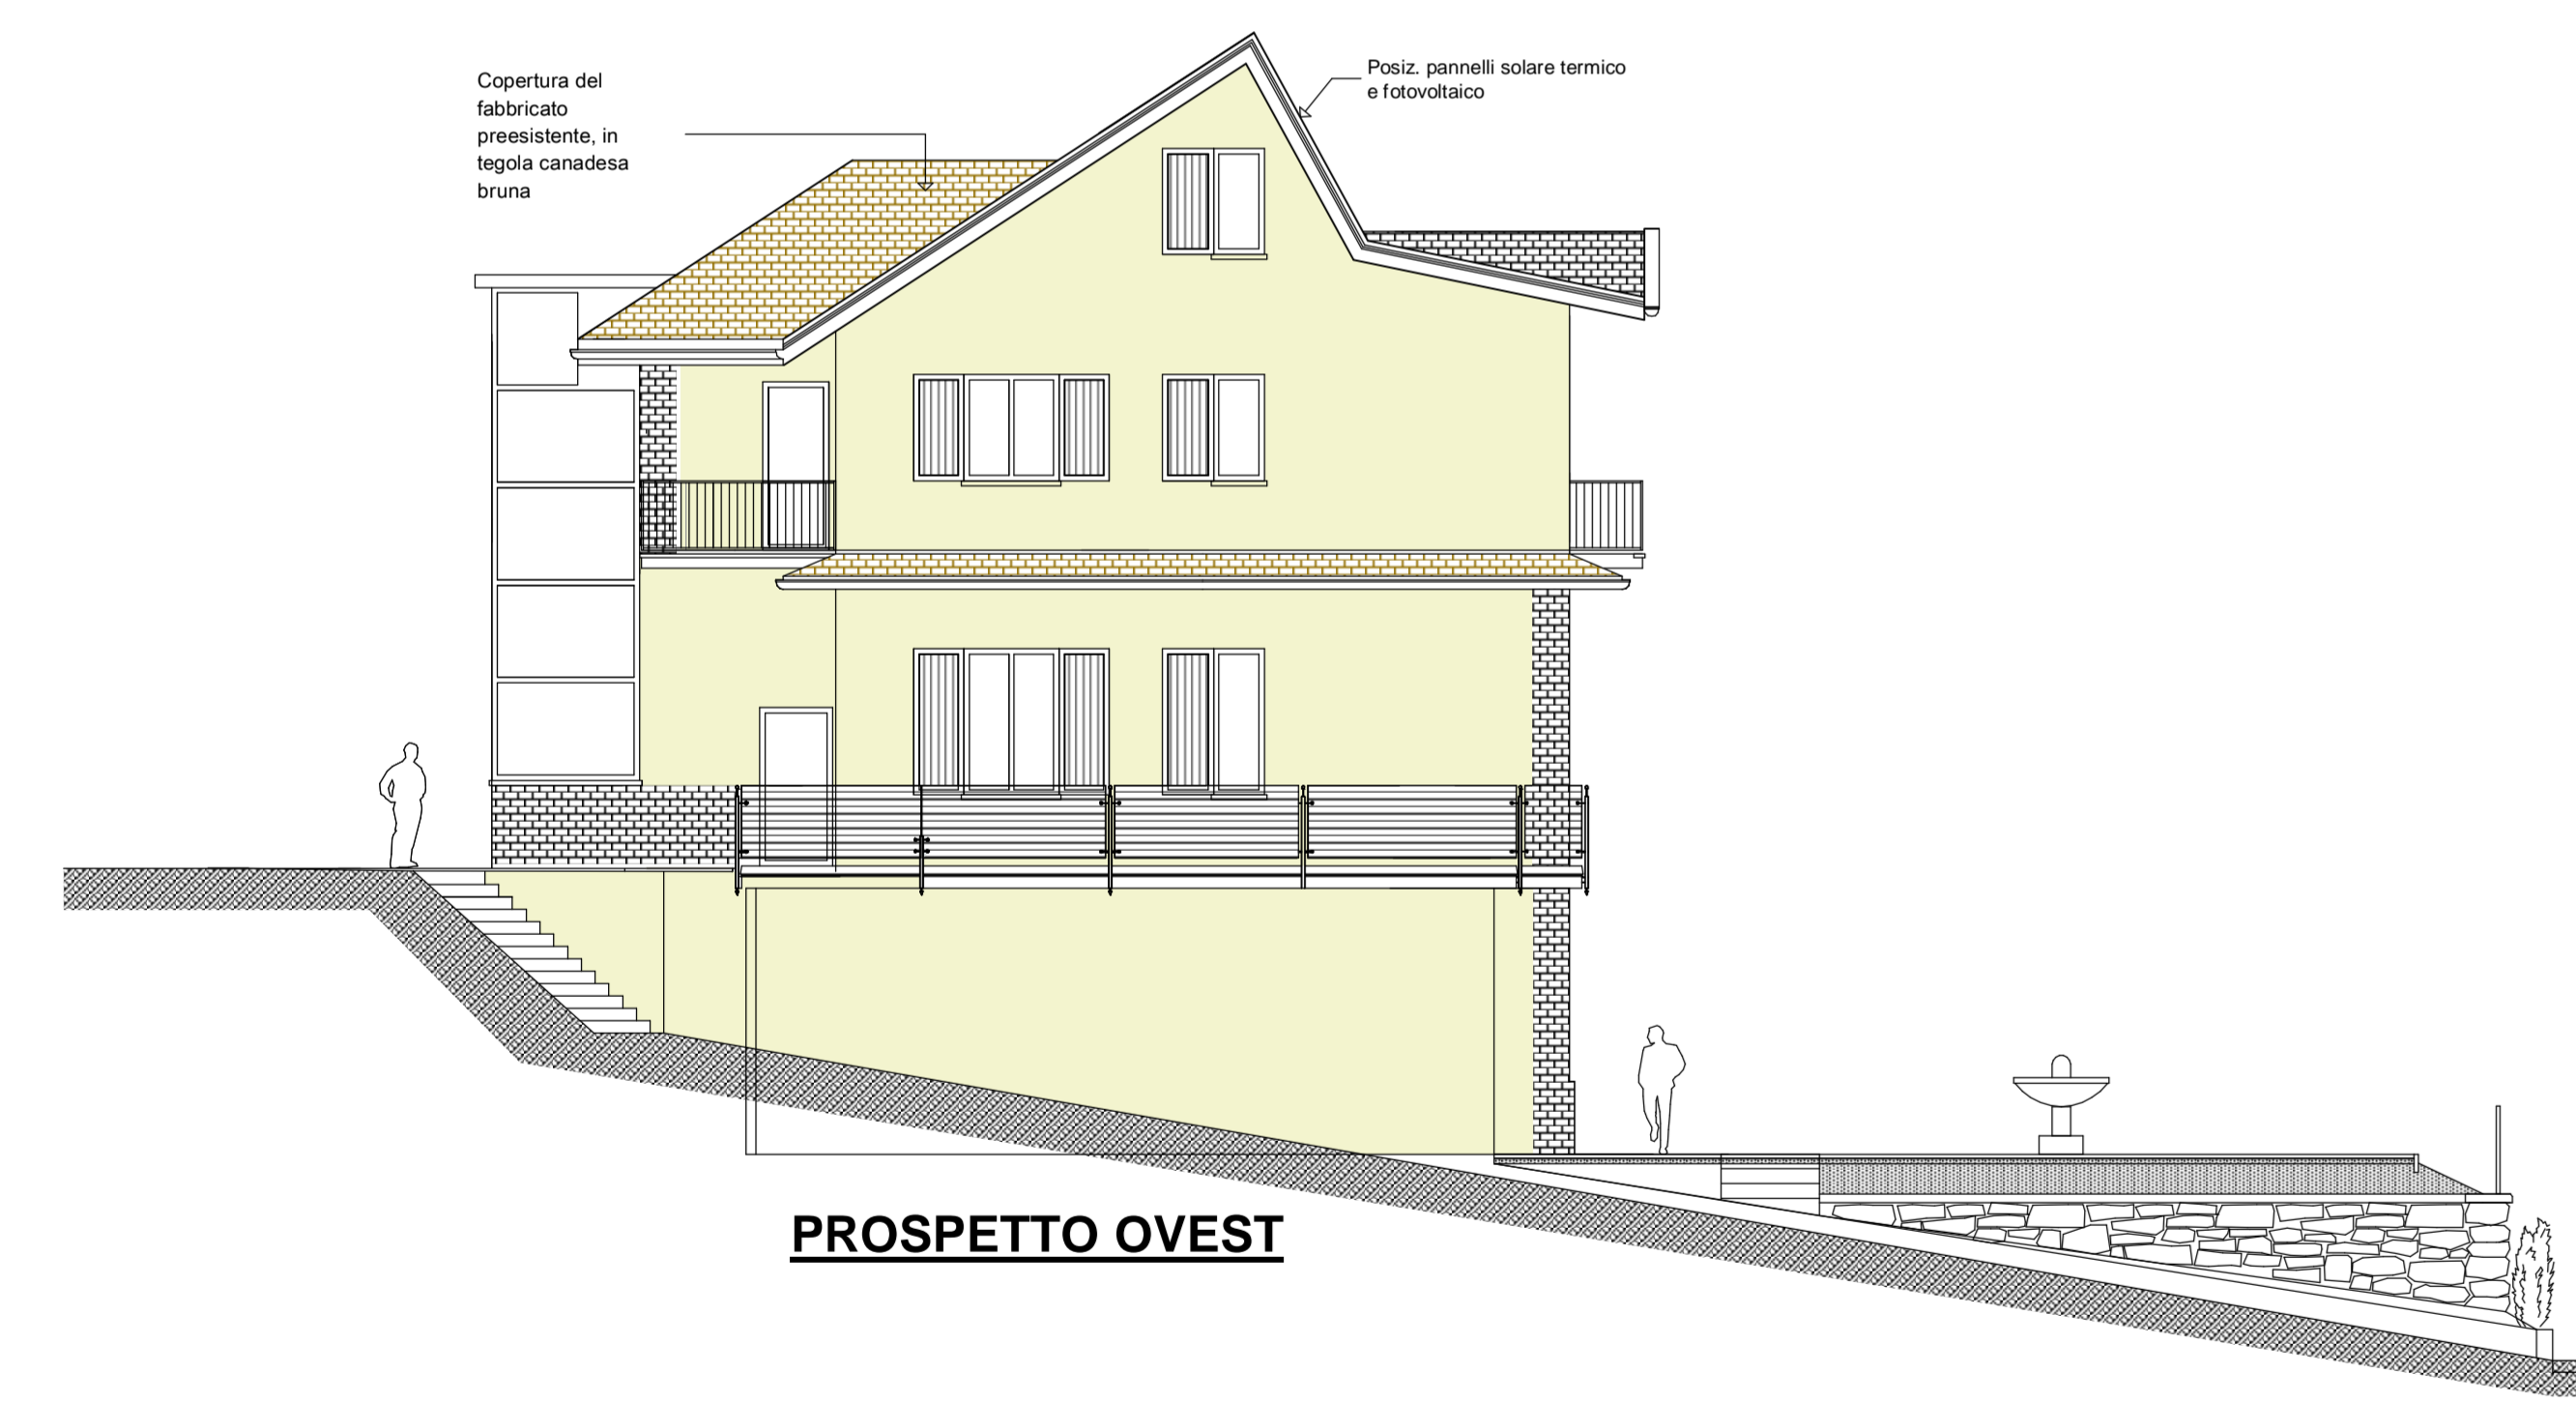 Copertura del
fabbricato
preesistente, in
tegola canadesa
bruna
Posiz. pannelli solare termico
e fotovoltaico
PROSPETTO OVEST